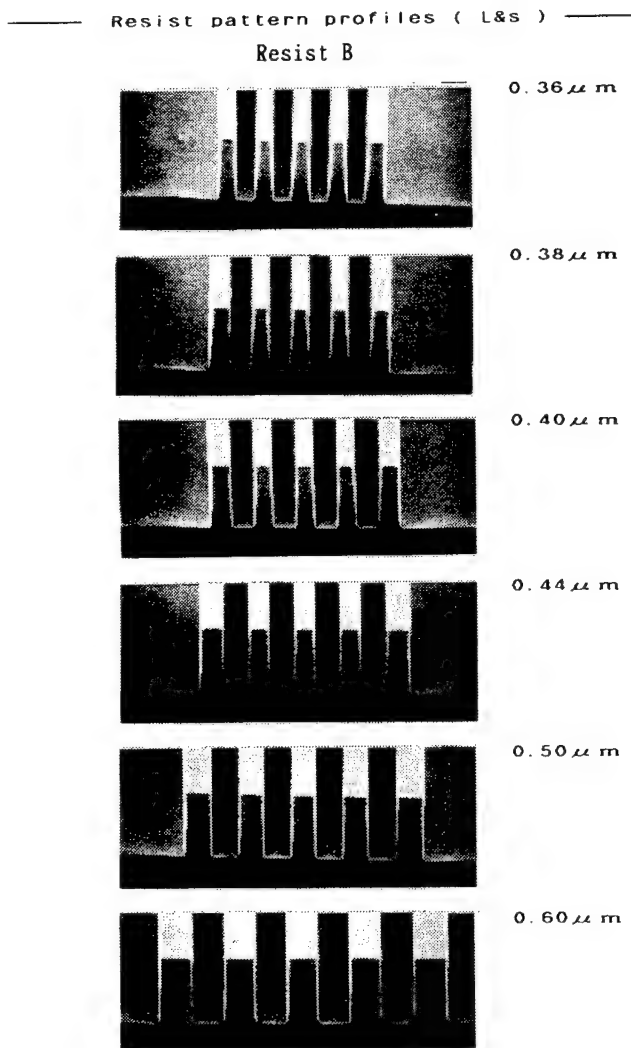 Resist pattern profiles ( L&s )
Resist B
0.36μm
0.38μm
0.40μm
0.44μm
0.50μm
0.60μm